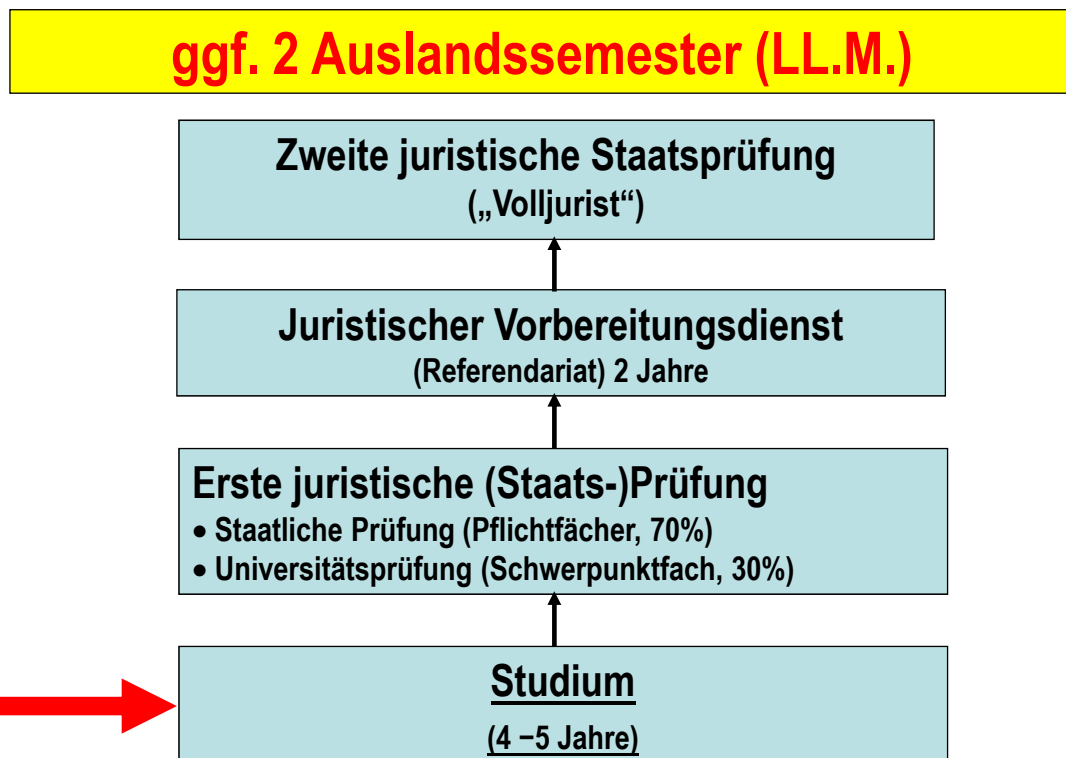 ggf. 2 Auslandssemester (LL.M.)
Zweite juristische Staatsprüfung
(„Volljurist“)
Juristischer Vorbereitungsdienst
(Referendariat) 2 Jahre
Erste juristische (Staats-)Prüfung
• Staatliche Prüfung (Pflichtfächer, 70%)
• Universitätsprüfung (Schwerpunktfach, 30%)
Studium
(4 −5 Jahre)